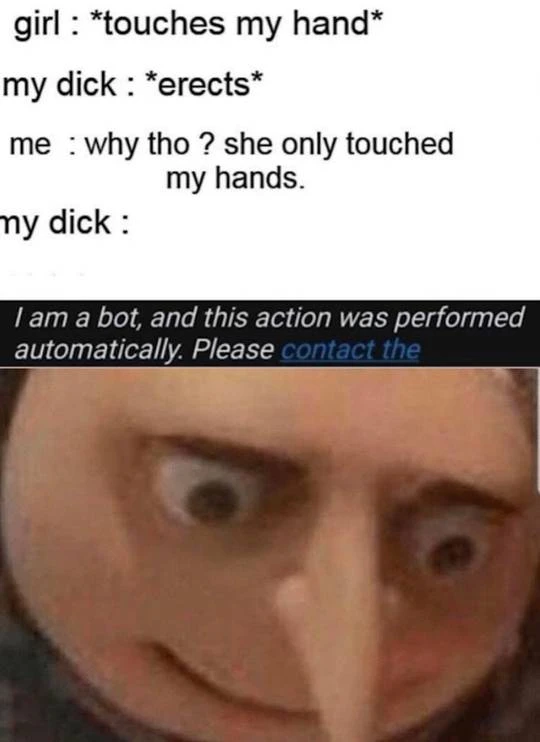 girl : *touches my hand*
my dick : *erects*
me : why tho ? she only touched
my hands.
my dick :
I am a bot, and this action was performed
automatically. Please contact the